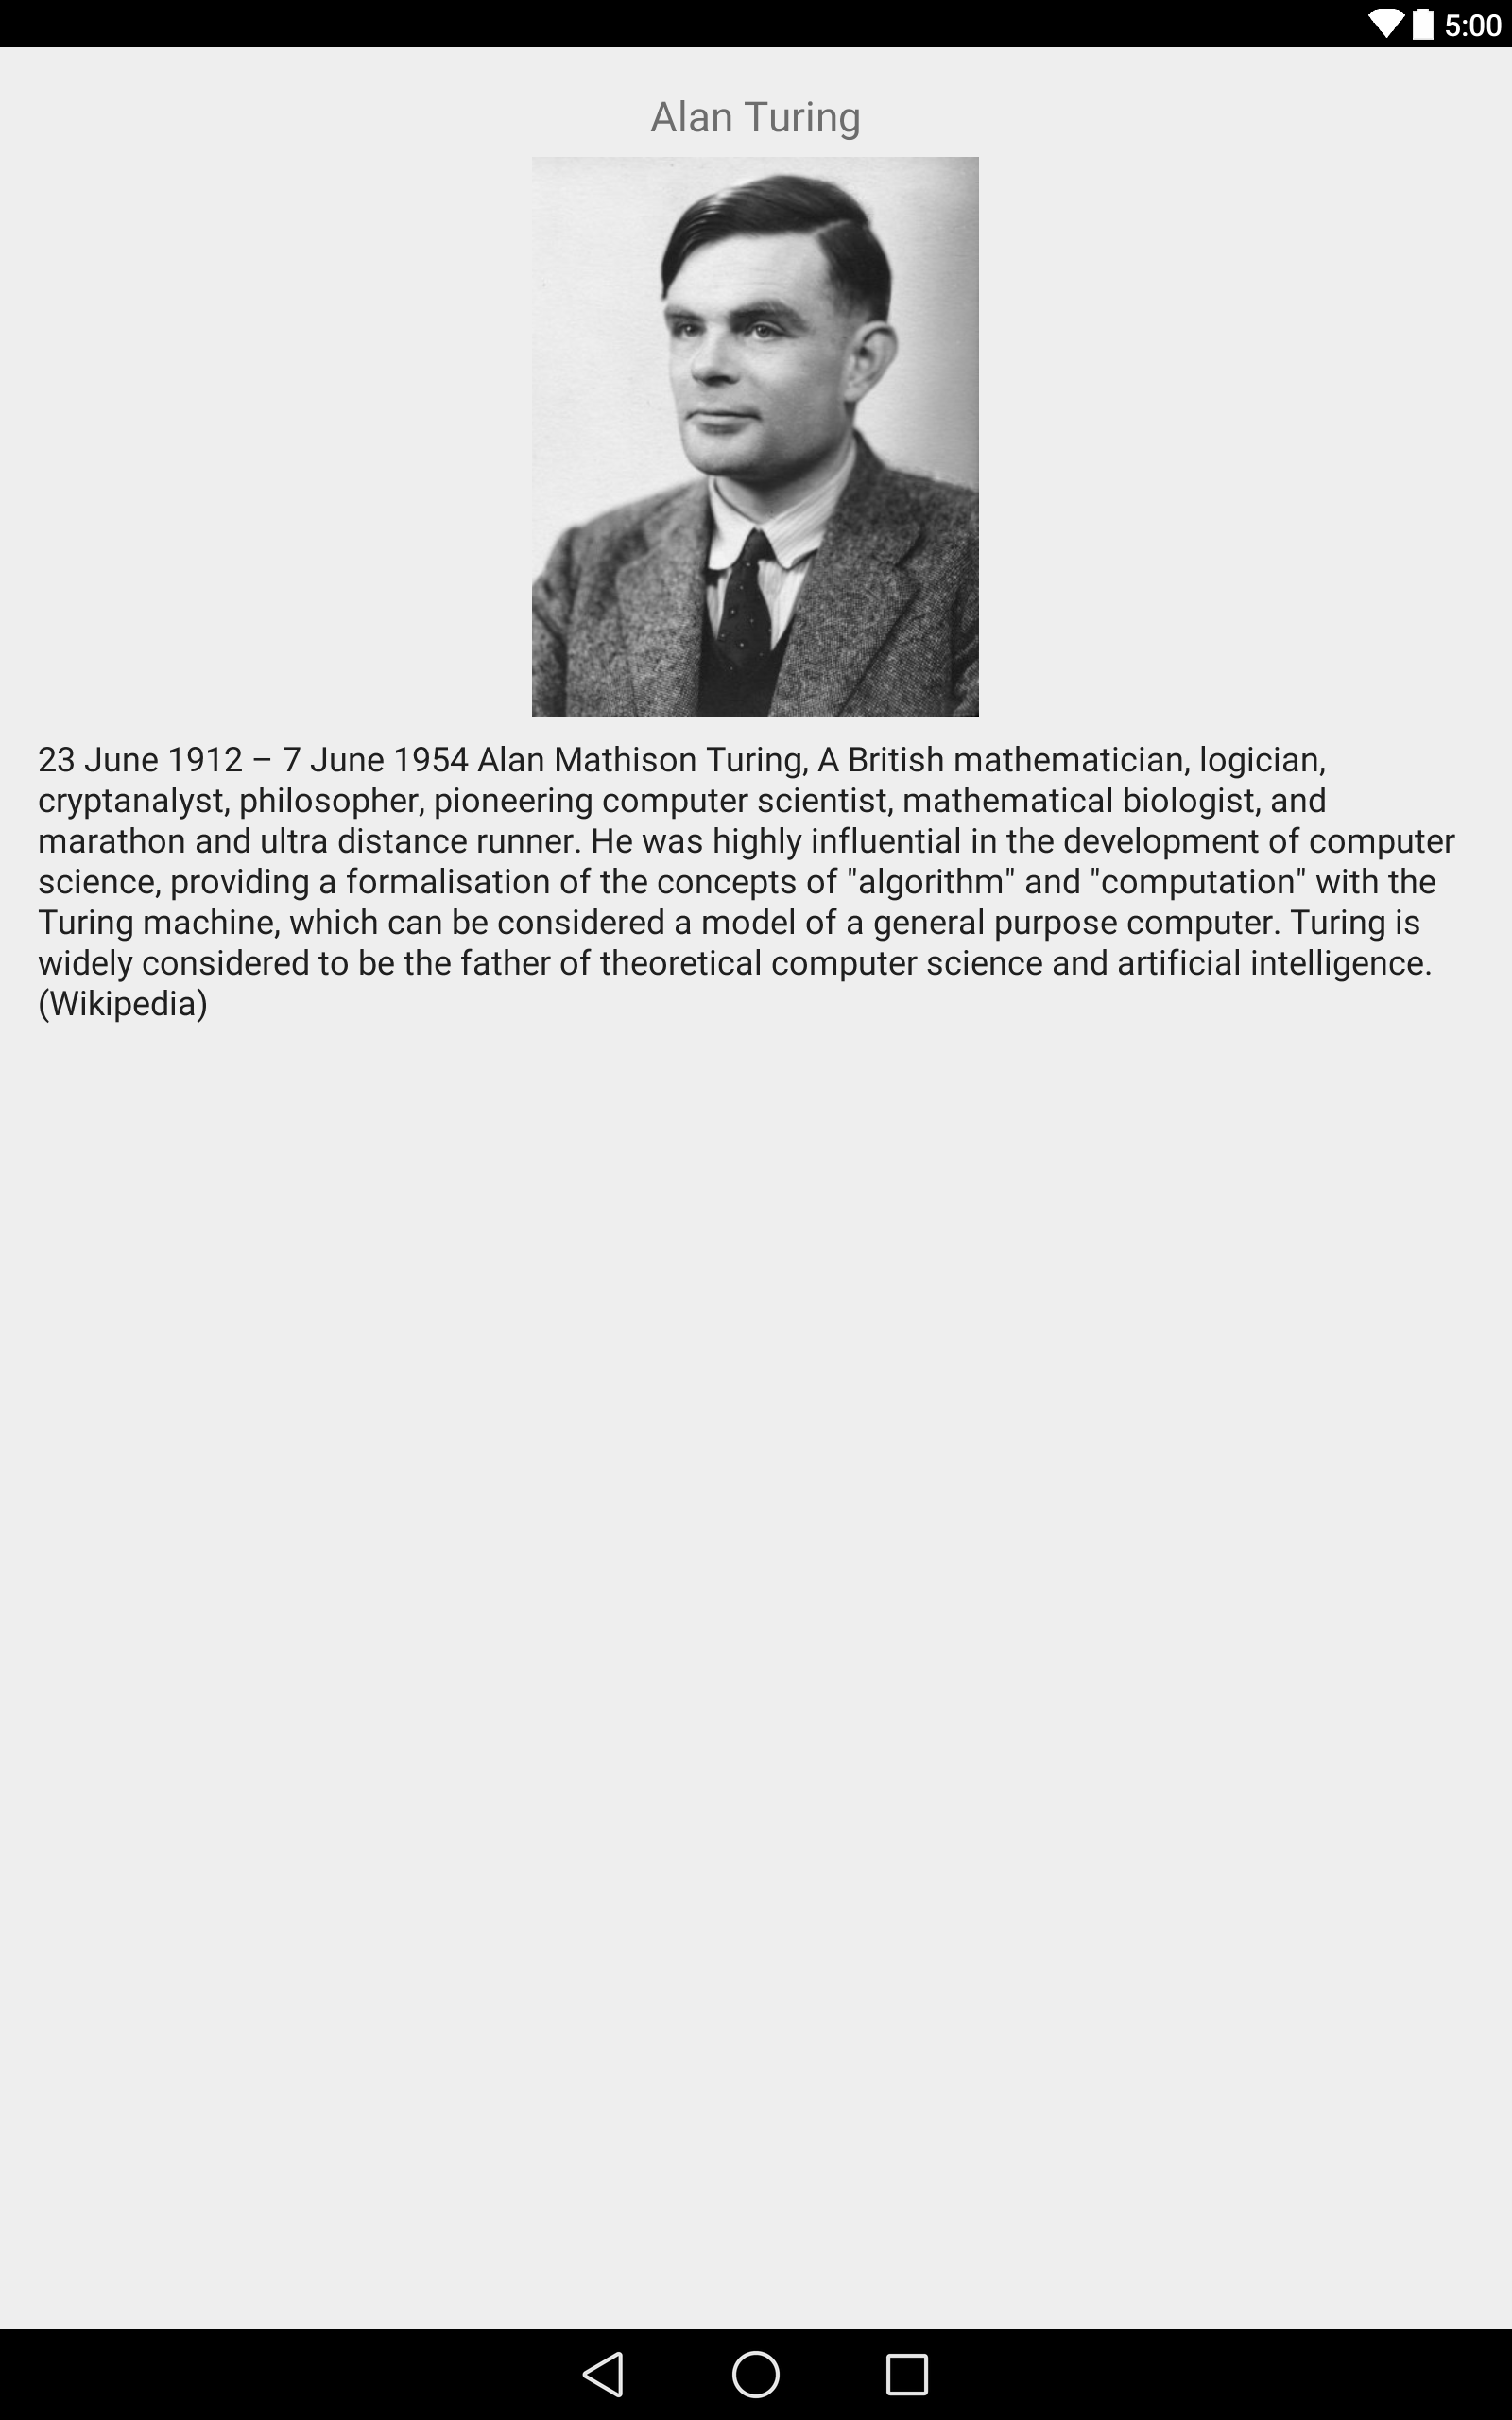 5:00
Alan Turing
23 June 1912 – 7 June 1954 Alan Mathison Turing, A British mathematician, logician,
cryptanalyst, philosopher, pioneering computer scientist, mathematical biologist, and
marathon and ultra distance runner. He was highly influential in the development of computer
science, providing a formalisation of the concepts of "algorithm" and "computation" with the
Turing machine, which can be considered a model of a general purpose computer. Turing is
widely considered to be the father of theoretical computer science and artificial intelligence.
(Wikipedia)